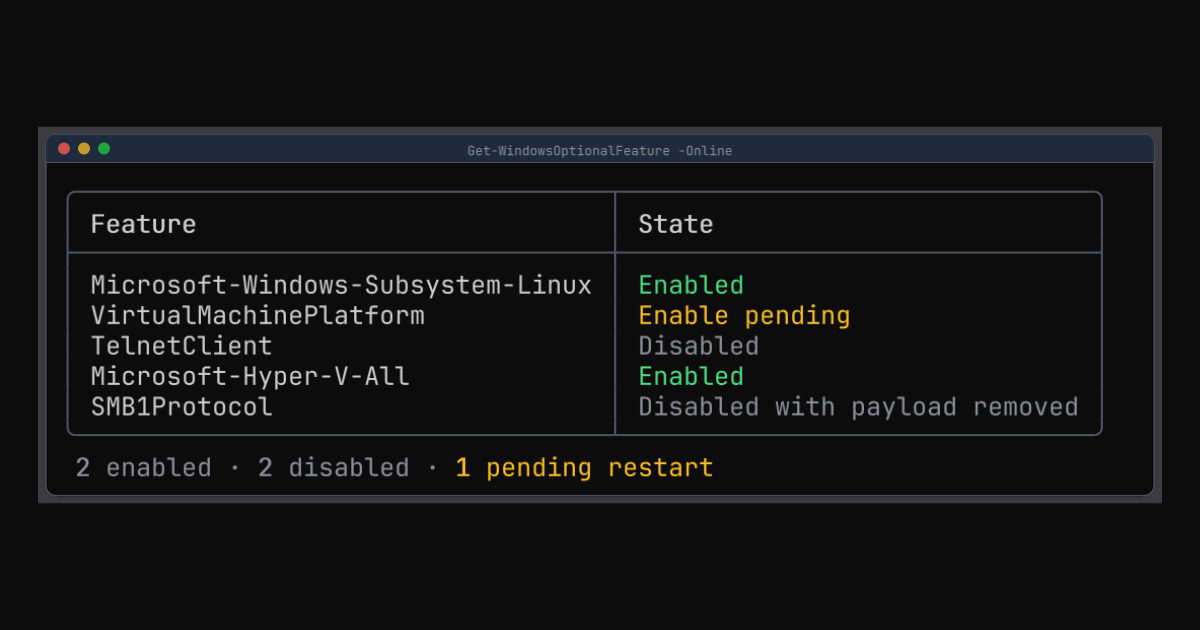 Get-WindowsOptionalFeature -Online
Feature State
Microsoft-Windows-Subsystem-Linux Enabled
VirtualMachinePlatform Enable pending
TelnetClient Disabled
Microsoft-Hyper-V-All Enabled
SMB1Protocol Disabled with payload removed
2 enabled · 2 disabled · 1 pending restart